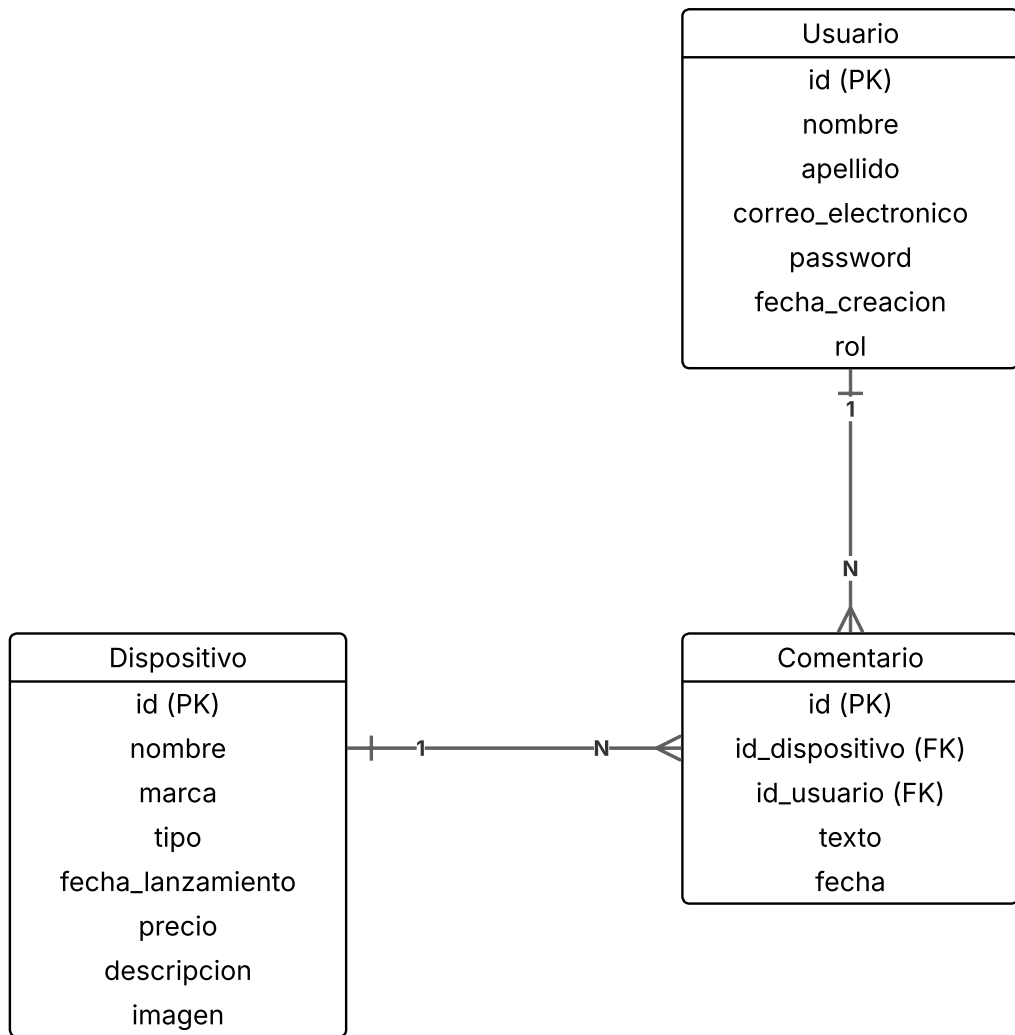 Usuario
id (PK)
nombre
apellido
correo_electronico
password
fecha_creacion
rol
1
N
Dispositivo
id (PK)
nombre
marca
tipo
fecha_lanzamiento
precio
descripcion
imagen
1
N
Comentario
id (PK)
id_dispositivo (FK)
id_usuario (FK)
texto
fecha